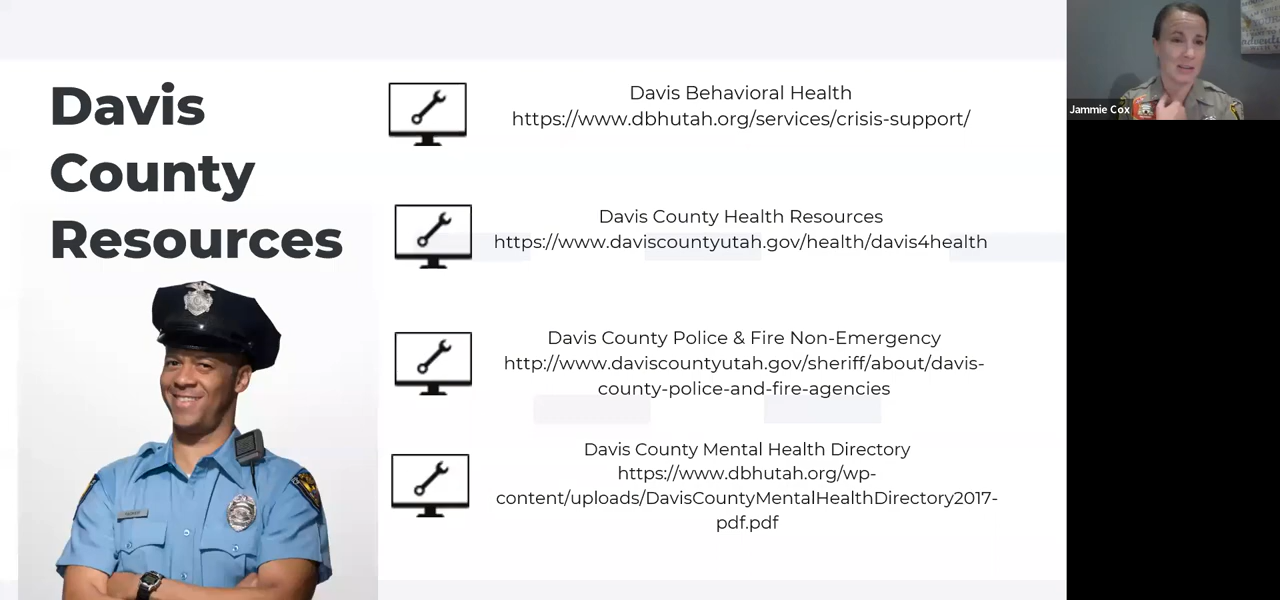 Davis
County
Resources
Davis Behavioral Health
https://www.dbhutah.org/services/crisis-support/
Davis County Health Resources
https://www.daviscountyutah.gov/health/davis4health
Davis County Police & Fire Non-Emergency
http://www.daviscountyutah.gov/sheriff/about/davis-
county-police-and-fire-agencies
Davis County Mental Health Directory
https://www.dbhutah.org/wp-
content/uploads/DavisCountyMentalHealthDirectory2017-
pdf.pdf
Jammie Cox